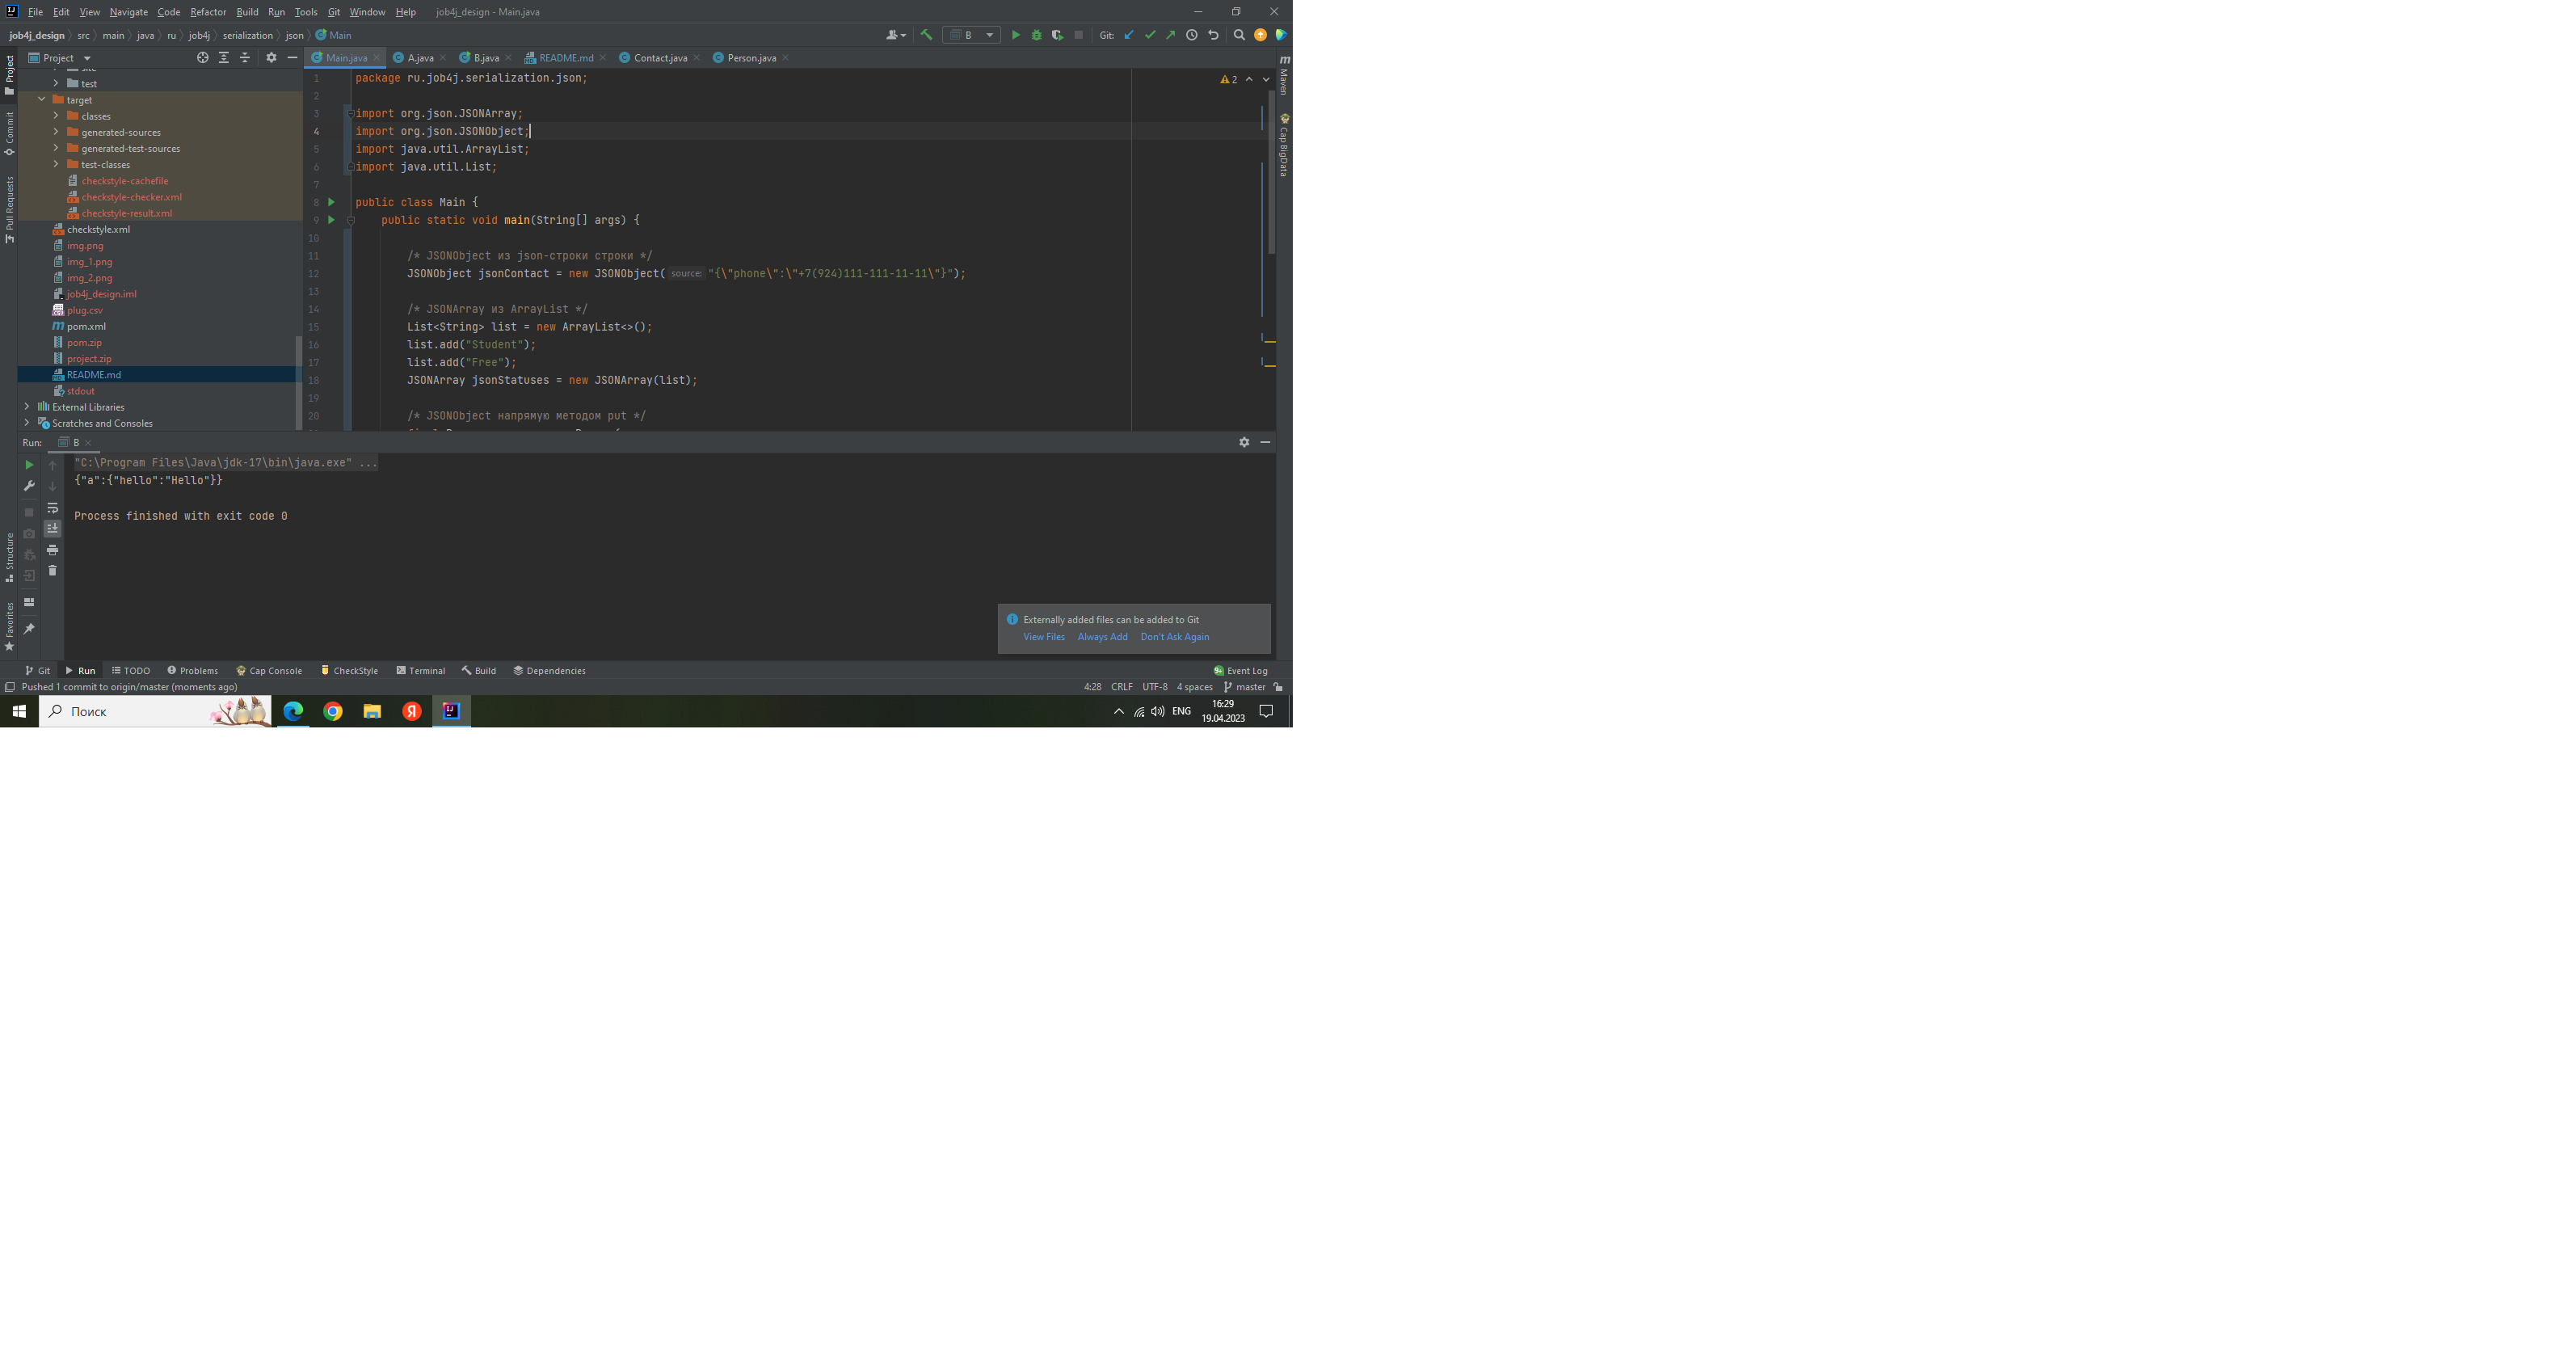 File Edit View Navigate Code Refactor Build Run Tools Git Window Help job4j_design - Main.java
job4j_design src main java ru job4j serialization json Main
B Git:
Project
Main.java A.java B.java README.md Contact.java Person.java
test
target
classes
generated-sources
generated-test-sources
test-classes
checkstyle-cachefile
checkstyle-checker.xml
checkstyle-result.xml
checkstyle.xml
img.png
img_1.png
img_2.png
job4j_design.iml
plug.csv
pom.xml
pom.zip
project.zip
README.md
stdout
External Libraries
Scratches and Consoles
Project
Commit
Pull Requests
Structure
Favorites
1 package ru.job4j.serialization.json;
2
3 import org.json.JSONArray;
4 import org.json.JSONObject;
5 import java.util.ArrayList;
6 import java.util.List;
7
8 public class Main {
9 public static void main(String[] args) {
10
11 /* JSONObject из json-строки строки */
12 JSONObject jsonContact = new JSONObject( source: "{\"phone\":\"+7(924)111-111-11-11\"}");
13
14 /* JSONArray из ArrayList */
15 List<String> list = new ArrayList<>();
16 list.add("Student");
17 list.add("Free");
18 JSONArray jsonStatuses = new JSONArray(list);
19
20 /* JSONObject напрямую методом put */
2
Maven
Cap BigData
Run: B
"C:\Program Files\Java\jdk-17\bin\java.exe" ...
{"a":{"hello":"Hello"}}
Process finished with exit code 0
Externally added files can be added to Git
View Files Always Add Don't Ask Again
Git Run TODO Problems Cap Console CheckStyle Terminal Build Dependencies 9+ Event Log
Pushed 1 commit to origin/master (moments ago) 4:28 CRLF UTF-8 4 spaces master
Поиск
Я
ENG
16:29
19.04.2023